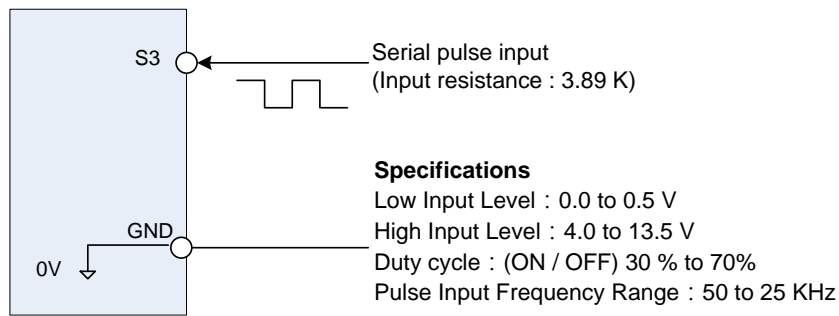 S3
Serial pulse input
(Input resistance : 3.89 K)
Specifications
Low Input Level : 0.0 to 0.5 V
High Input Level : 4.0 to 13.5 V
GND
Duty cycle : (ON / OFF) 30 % to 70%
0V
Pulse Input Frequency Range : 50 to 25 KHz